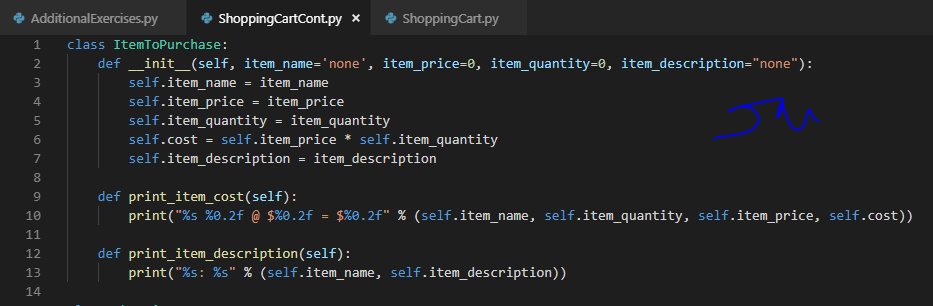 AdditionalExercises.py ShoppingCartCont.py × ShoppingCart.py
1 class ItemToPurchase:
2     def __init__(self, item_name='none', item_price=0, item_quantity=0, item_description="none"):
3         self.item_name = item_name
4         self.item_price = item_price
5         self.item_quantity = item_quantity
6         self.cost = self.item_price * self.item_quantity
7         self.item_description = item_description
8
9     def print_item_cost(self):
10         print("%s %0.2f @ $%0.2f = $%0.2f" % (self.item_name, self.item_quantity, self.item_price, self.cost))
11
12     def print_item_description(self):
13         print("%s: %s" % (self.item_name, self.item_description))
14